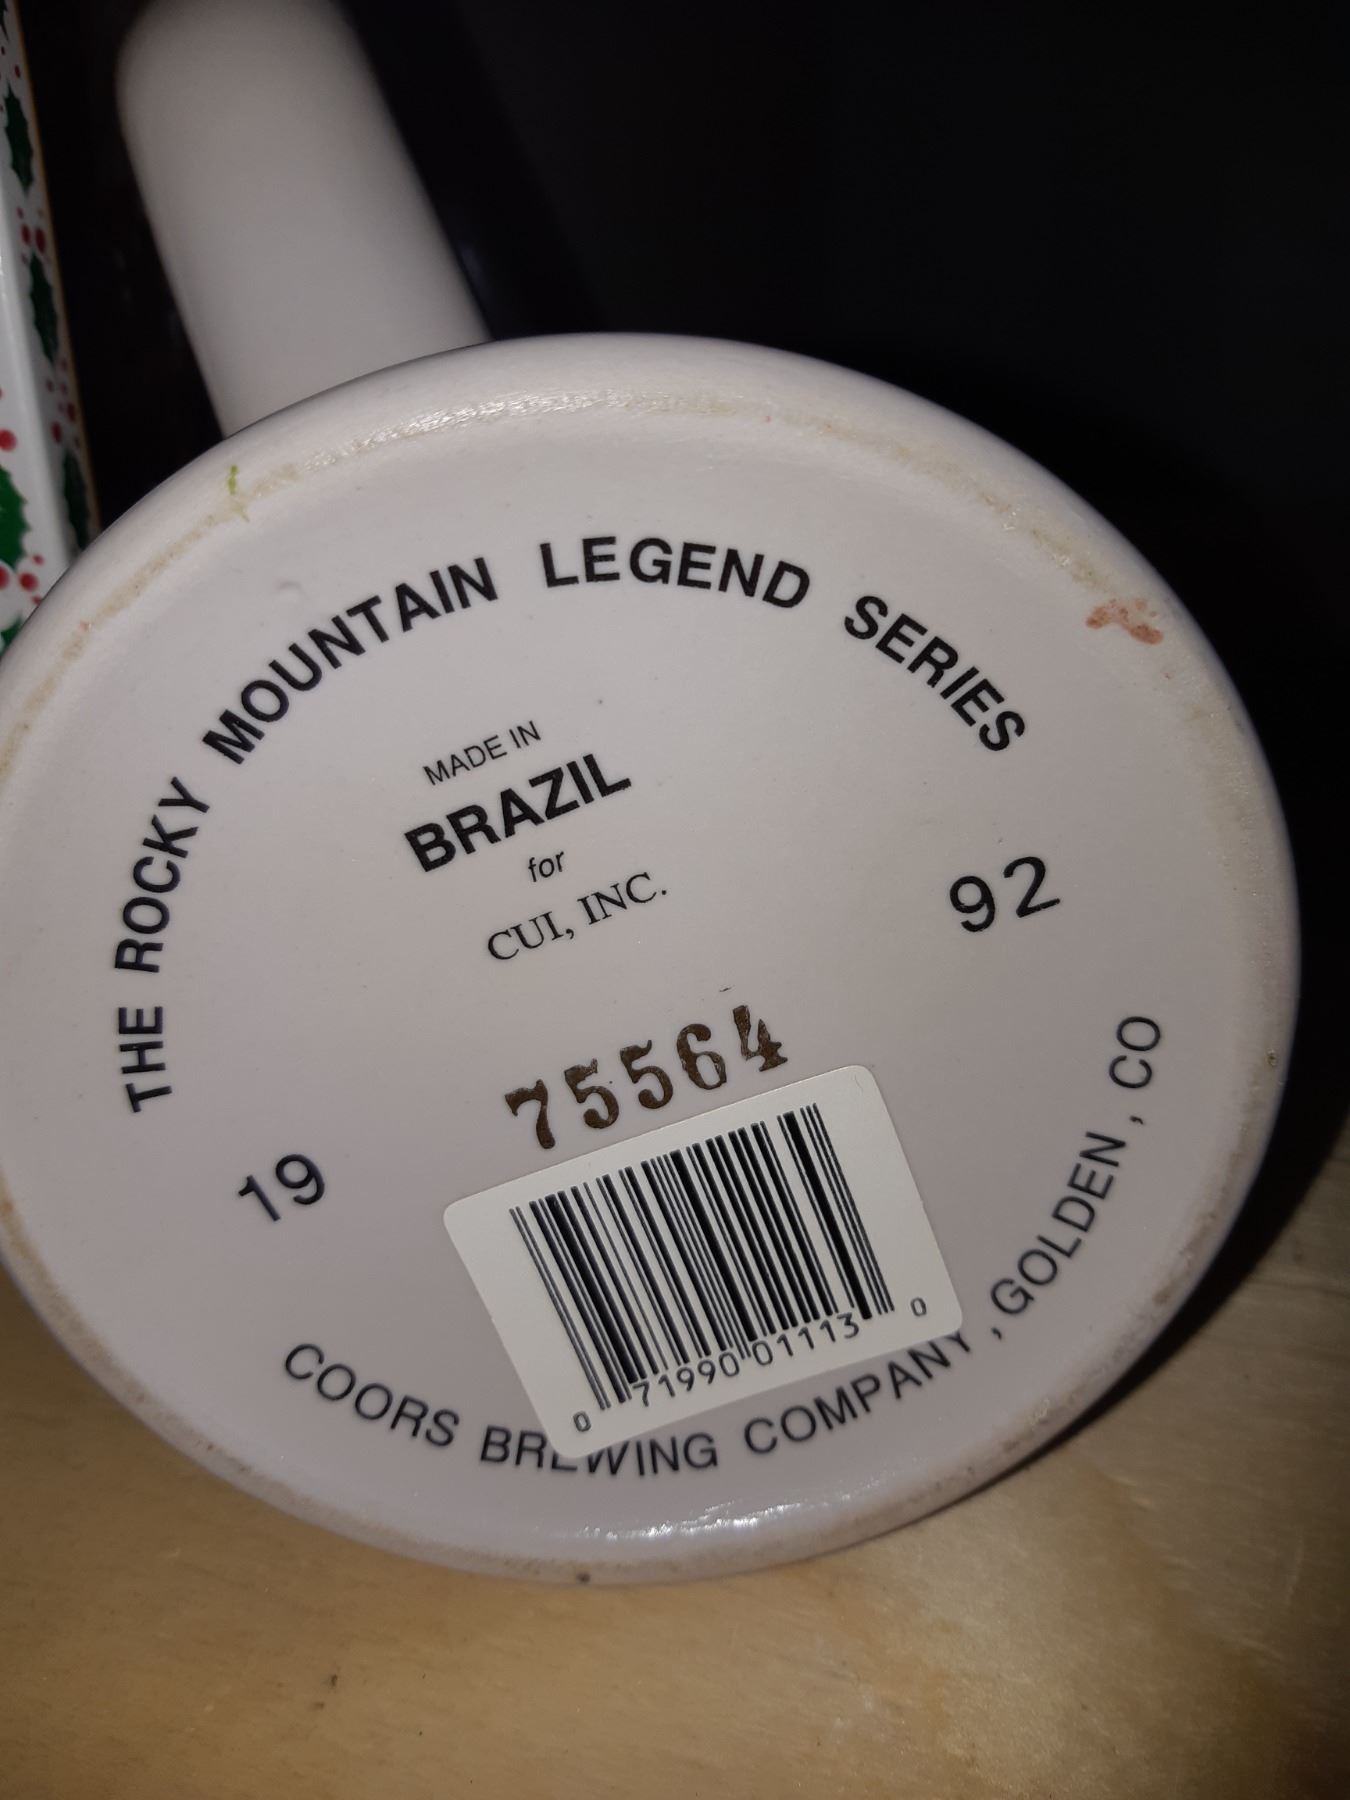 THE ROCKY MOUNTAIN LEGEND SERIES
MADE IN
BRAZIL
for
CUI, INC.
19 92
75564
0 71990 01113 0
COORS BREWING COMPANY, GOLDEN, CO